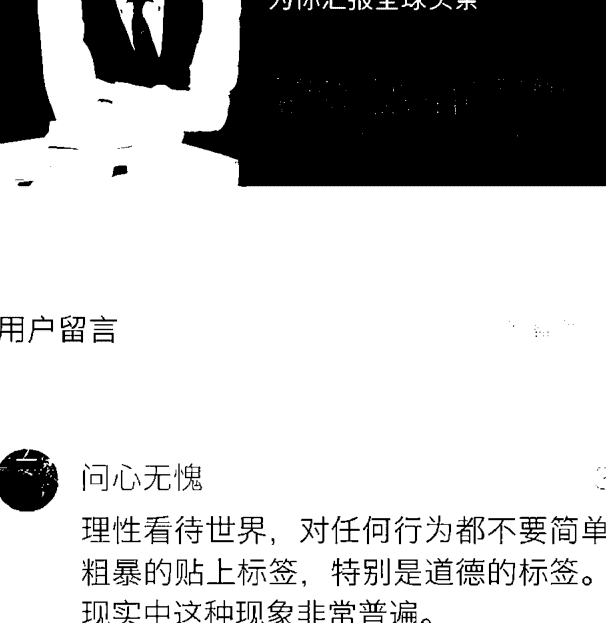 为你汇报全球头条
用户留言
问心无愧
理性看待世界，对任何行为都不要简单
粗暴的贴上标签，特别是道德的标签。
现实中这种现象非常普遍。